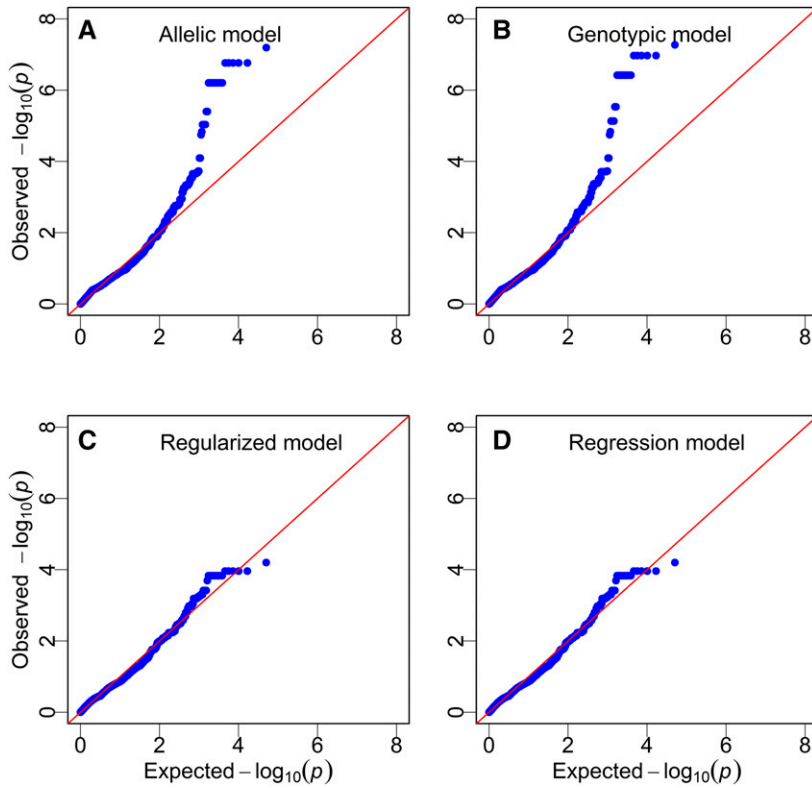 A Allelic model
B Genotypic model
Observed −log10(p)
8
6
4
2
0
0 2 4 6 8
8
6
4
2
0
0 2 4 6 8
C Regularized model
D Regression model
Observed −log10(p)
8
6
4
2
0
0 2 4 6 8
Expected −log10(p)
8
6
4
2
0
0 2 4 6 8
Expected −log10(p)